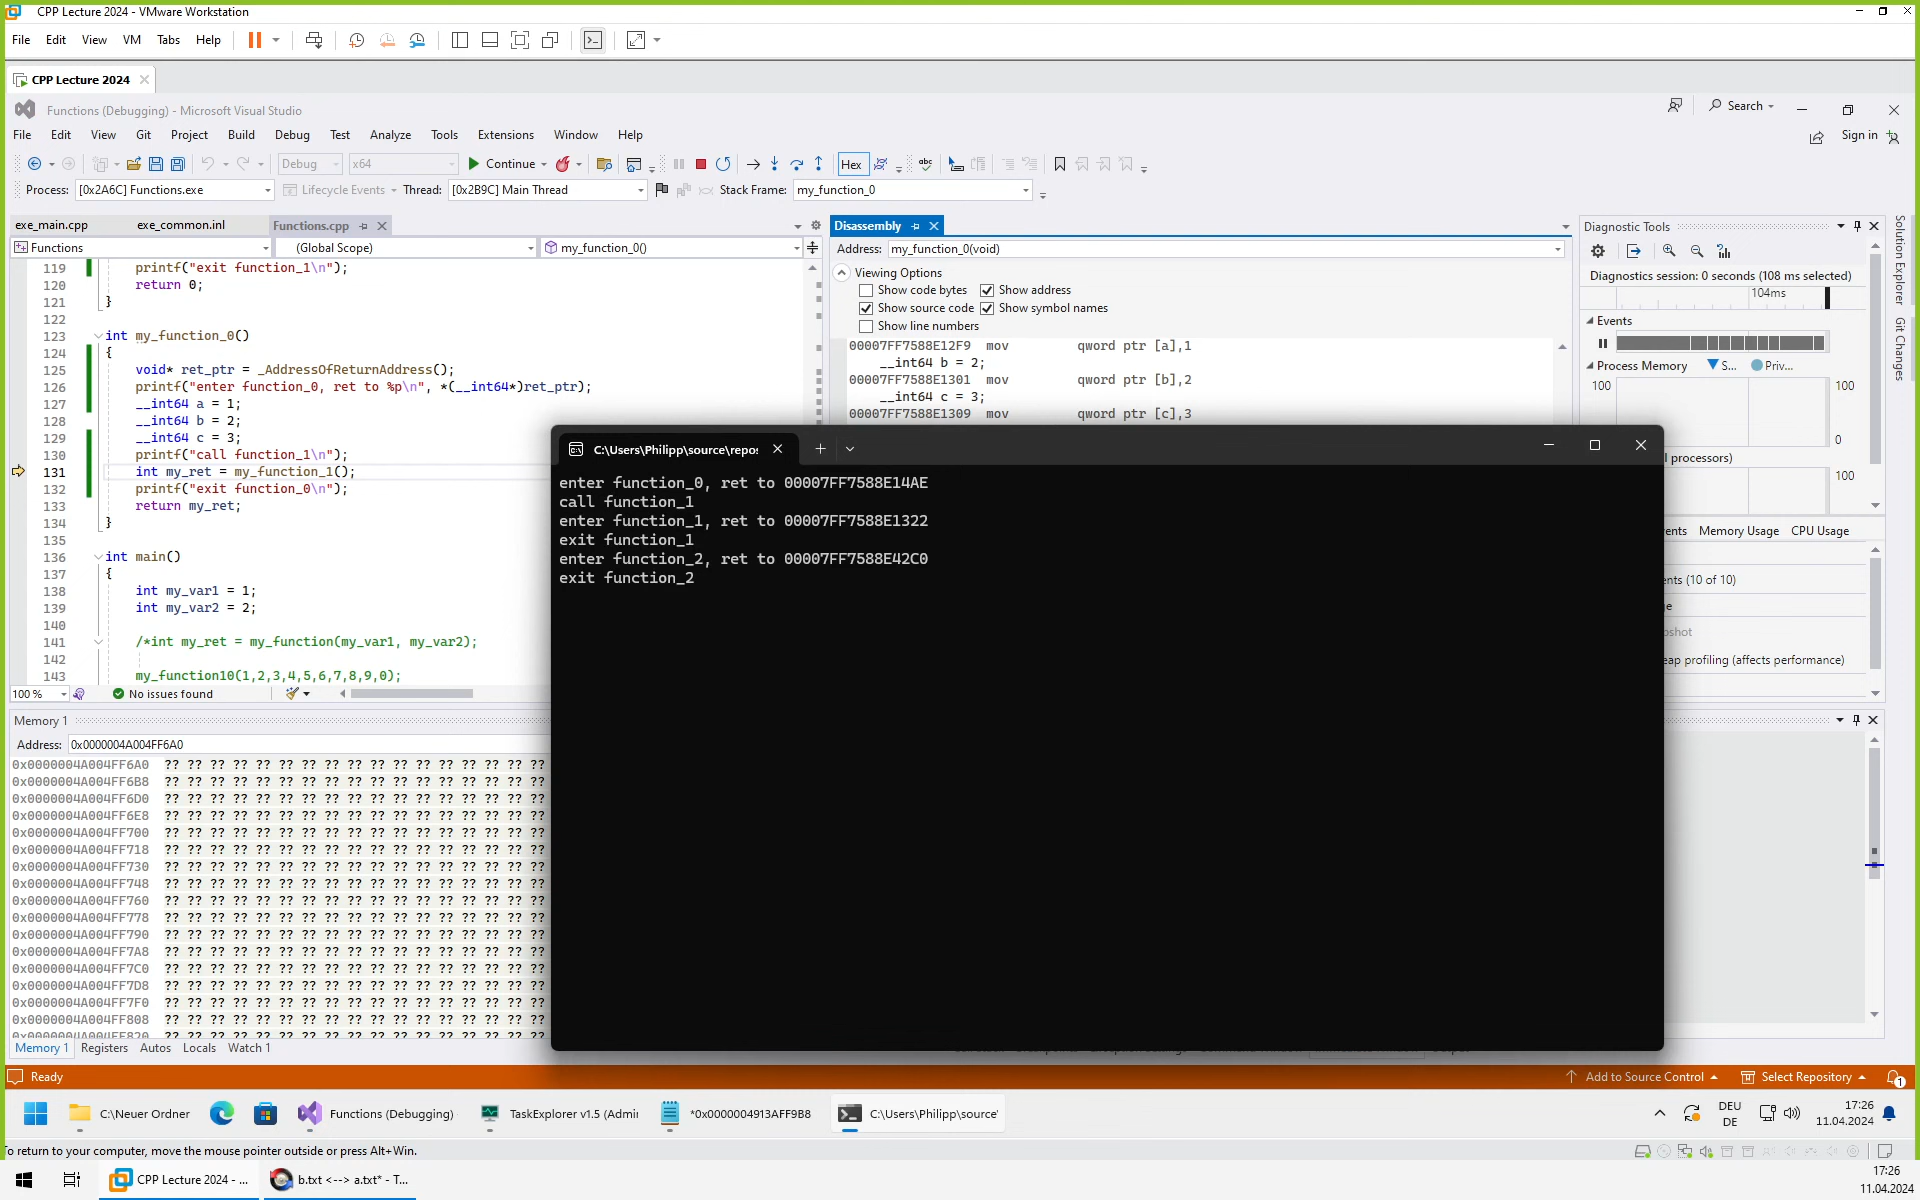 CPP Lecture 2024 - VMware Workstation
File Edit View VM Tabs Help
CPP Lecture 2024
Functions (Debugging) - Microsoft Visual Studio
Search
File Edit View Git Project Build Debug Test Analyze Tools Extensions Window Help
Sign in
Debug x64 Continue Hex
Process: [0x2A6C] Functions.exe Lifecycle Events Thread: [0x2B9C] Main Thread Stack Frame: my_function_0
exe_main.cpp exe_common.inl Functions.cpp
Functions (Global Scope) my_function_0()
119 printf("exit function_1\n");
120 return 0;
121 }
122
123 int my_function_0()
124 {
125 void* ret_ptr = _AddressOfReturnAddress();
126 printf("enter function_0, ret to %p\n", *(__int64*)ret_ptr);
127 __int64 a = 1;
128 __int64 b = 2;
129 __int64 c = 3;
130 printf("call function_1\n");
131 int my_ret = my_function_1();
132 printf("exit function_0\n");
133 return my_ret;
134 }
135
136 int main()
137 {
138 int my_var1 = 1;
139 int my_var2 = 2;
140
141 /*int my_ret = my_function(my_var1, my_var2);
142
143 my_function10(1,2,3,4,5,6,7,8,9,0);
100 % No issues found
Disassembly
Address: my_function_0(void)
Viewing Options
Show code bytes Show address
Show source code Show symbol names
Show line numbers
00007FF7588E12F9 mov qword ptr [a],1
__int64 b = 2;
00007FF7588E1301 mov qword ptr [b],2
__int64 c = 3;
00007FF7588E1309 mov qword ptr [c],3
Diagnostic Tools
Diagnostics session: 0 seconds (108 ms selected)
104ms
Events
Process Memory S... Priv...
100 100
0
processors)
100
Memory Usage CPU Usage
(10 of 10)
profiling (affects performance)
Solution Explorer
Git Changes
C:\Users\Philipp\source\repos
enter function_0, ret to 00007FF7588E14AE
call function_1
enter function_1, ret to 00007FF7588E1322
exit function_1
enter function_2, ret to 00007FF7588E42C0
exit function_2
Memory 1
Address: 0x0000004A004FF6A0
0x0000004A004FF6A0 ?? ?? ?? ?? ?? ?? ?? ?? ?? ?? ?? ?? ?? ?? ?? ?? ??
0x0000004A004FF6B8 ?? ?? ?? ?? ?? ?? ?? ?? ?? ?? ?? ?? ?? ?? ?? ?? ??
0x0000004A004FF6D0 ?? ?? ?? ?? ?? ?? ?? ?? ?? ?? ?? ?? ?? ?? ?? ?? ??
0x0000004A004FF6E8 ?? ?? ?? ?? ?? ?? ?? ?? ?? ?? ?? ?? ?? ?? ?? ?? ??
0x0000004A004FF700 ?? ?? ?? ?? ?? ?? ?? ?? ?? ?? ?? ?? ?? ?? ?? ?? ??
0x0000004A004FF718 ?? ?? ?? ?? ?? ?? ?? ?? ?? ?? ?? ?? ?? ?? ?? ?? ??
0x0000004A004FF730 ?? ?? ?? ?? ?? ?? ?? ?? ?? ?? ?? ?? ?? ?? ?? ?? ??
0x0000004A004FF748 ?? ?? ?? ?? ?? ?? ?? ?? ?? ?? ?? ?? ?? ?? ?? ?? ??
0x0000004A004FF760 ?? ?? ?? ?? ?? ?? ?? ?? ?? ?? ?? ?? ?? ?? ?? ?? ??
0x0000004A004FF778 ?? ?? ?? ?? ?? ?? ?? ?? ?? ?? ?? ?? ?? ?? ?? ?? ??
0x0000004A004FF790 ?? ?? ?? ?? ?? ?? ?? ?? ?? ?? ?? ?? ?? ?? ?? ?? ??
0x0000004A004FF7A8 ?? ?? ?? ?? ?? ?? ?? ?? ?? ?? ?? ?? ?? ?? ?? ?? ??
0x0000004A004FF7C0 ?? ?? ?? ?? ?? ?? ?? ?? ?? ?? ?? ?? ?? ?? ?? ?? ??
0x0000004A004FF7D8 ?? ?? ?? ?? ?? ?? ?? ?? ?? ?? ?? ?? ?? ?? ?? ?? ??
0x0000004A004FF7F0 ?? ?? ?? ?? ?? ?? ?? ?? ?? ?? ?? ?? ?? ?? ?? ?? ??
0x0000004A004FF808 ?? ?? ?? ?? ?? ?? ?? ?? ?? ?? ?? ?? ?? ?? ?? ?? ??
0x0000004A004FF820 ?? ?? ?? ?? ?? ?? ?? ?? ?? ?? ?? ?? ?? ?? ?? ?? ??
Memory 1 Registers Autos Locals Watch 1
Ready Add to Source Control Select Repository 1
C:\Neuer Ordner Functions (Debugging) TaskExplorer v1.5 (Admin *0x0000004913AFF9B8 C:\Users\Philipp\source\
DEU
DE
17:26
11.04.2024
To return to your computer, move the mouse pointer outside or press Alt+Win.
CPP Lecture 2024 - ... b.txt <--> a.txt* - T...
17:26
11.04.2024